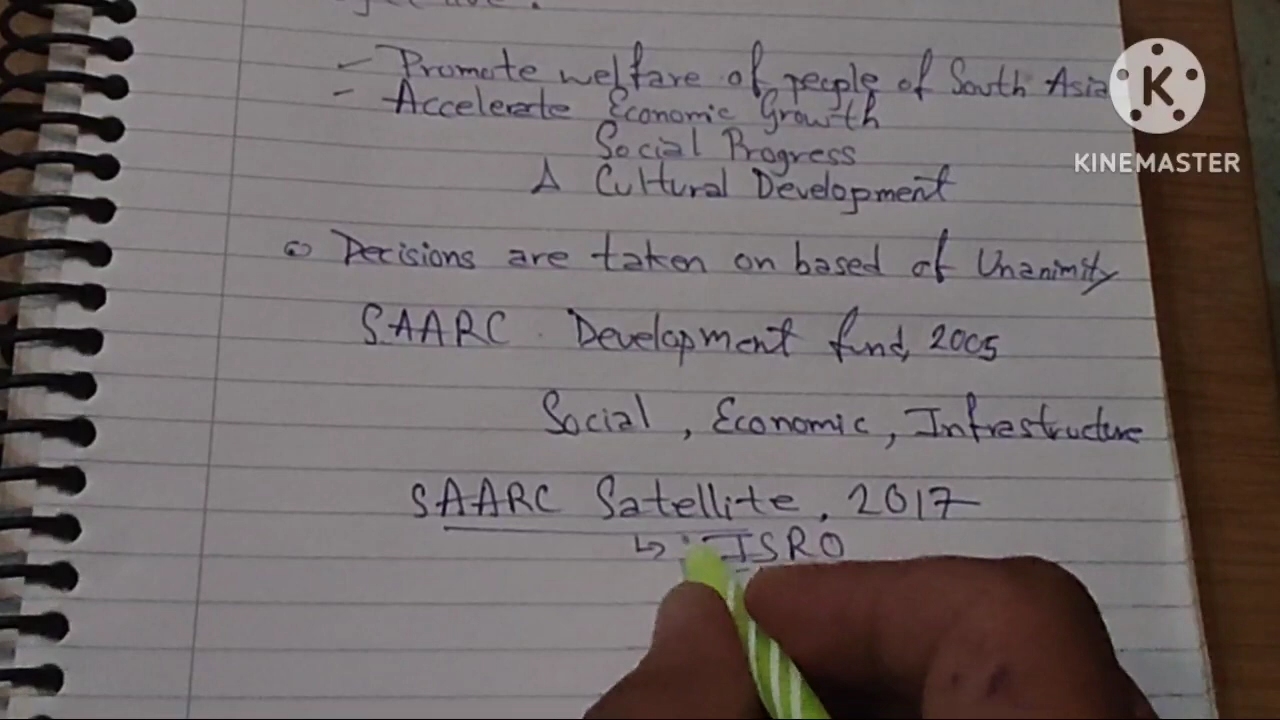 - Promote welfare of people of South Asia
- Accelerate Economic Growth
Social Progress
Δ Cultural Development
Decisions are taken on based of Unanimity
SAARC Development fund, 2005
Social, Economic, Infrestructure
SAARC Satellite, 2017
↳ ISRO
K
KINEMASTER